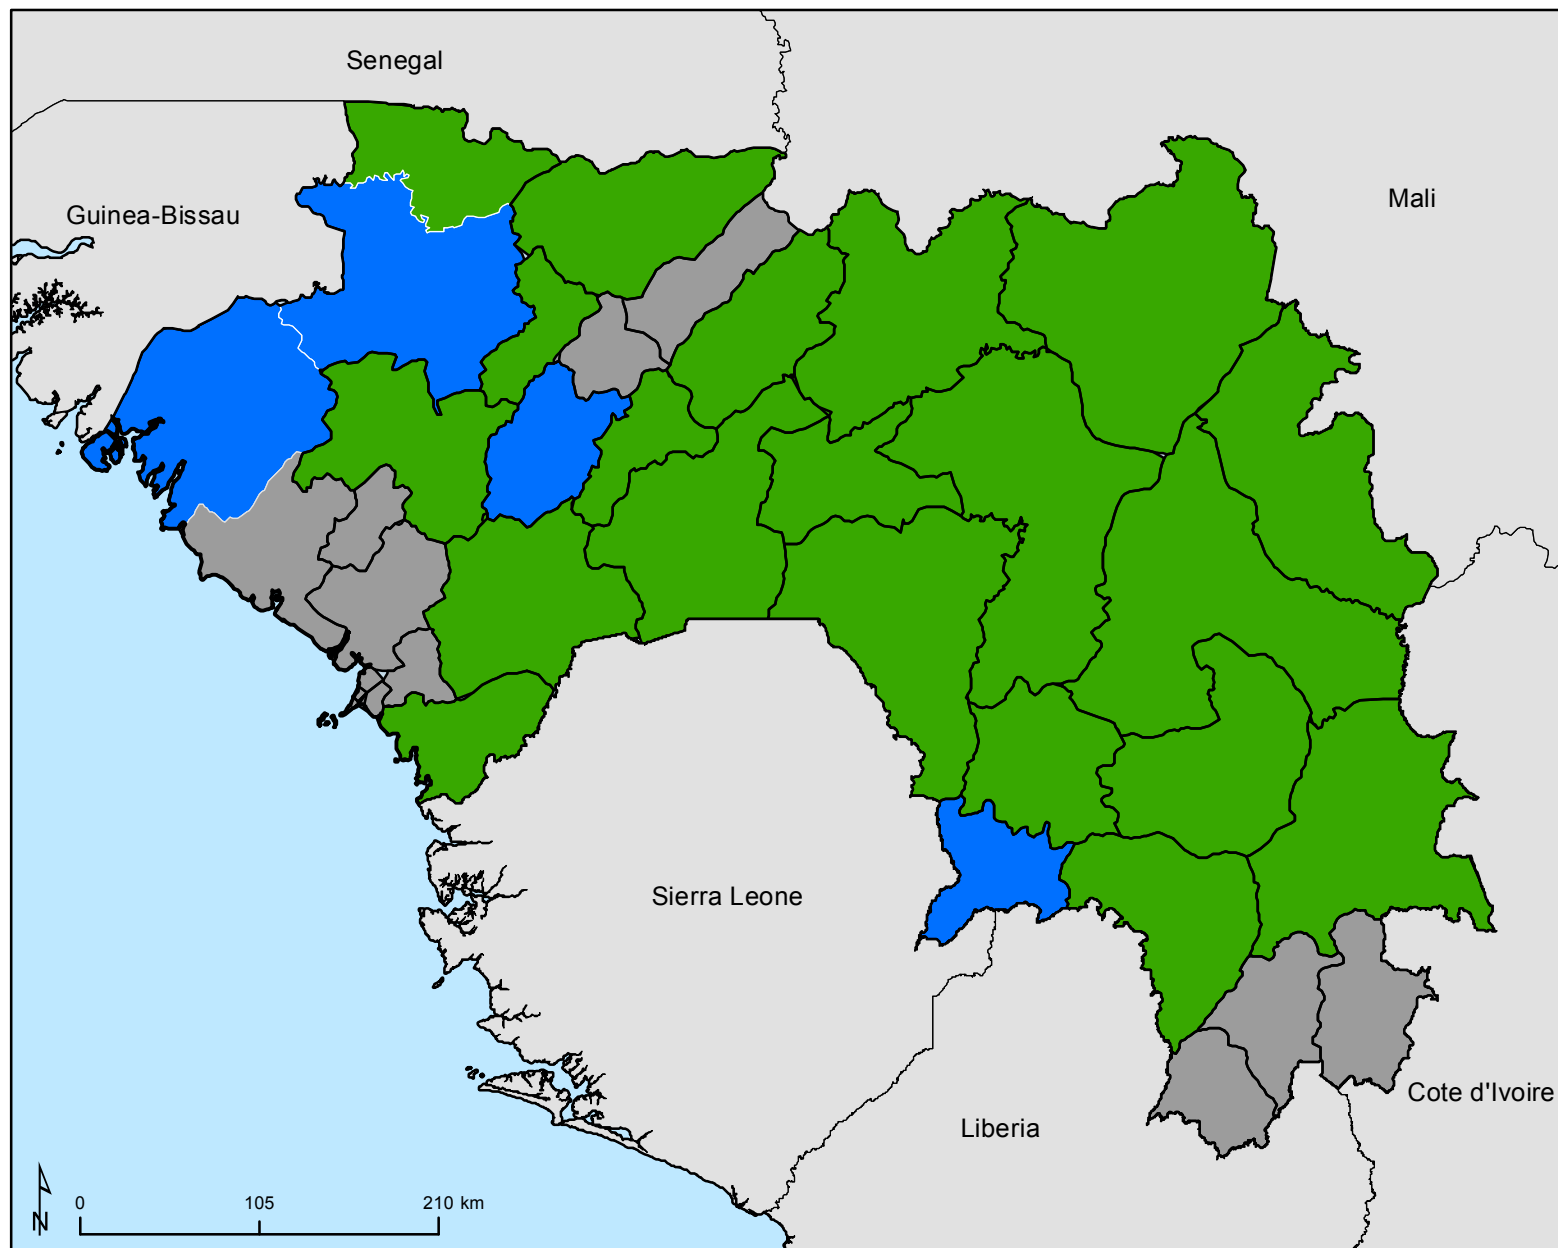 Senegal
Mali
Guinea-Bissau
Sierra Leone
Cote d'Ivoire
Liberia
N
0 105 210 km